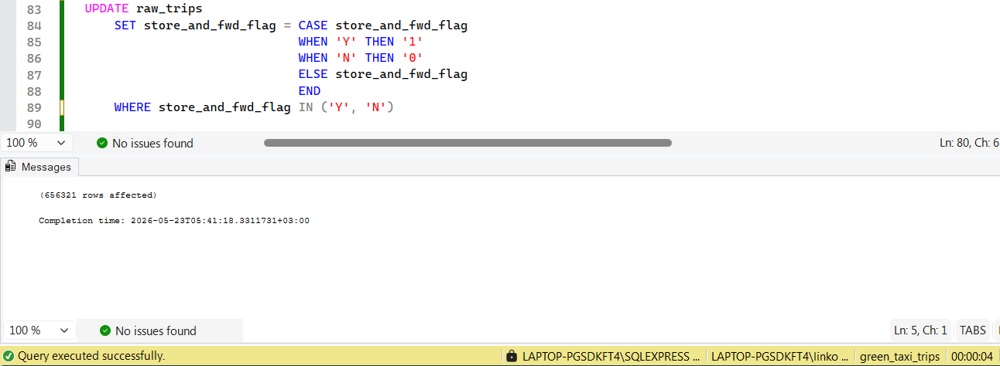 83 UPDATE raw_trips
84 SET store_and_fwd_flag = CASE store_and_fwd_flag
85 WHEN 'Y' THEN '1'
86 WHEN 'N' THEN '0'
87 ELSE store_and_fwd_flag
88 END
89 WHERE store_and_fwd_flag IN ('Y', 'N')
90
100 % No issues found Ln: 80, Ch: 6
Messages
(656321 rows affected)
Completion time: 2026-05-23T05:41:18.3311731+03:00
100 % No issues found Ln: 5, Ch: 1 TABS
Query executed successfully. LAPTOP-PGSDKFT4\SQLEXPRESS ... LAPTOP-PGSDKFT4\linko ... green_taxi_trips 00:00:04